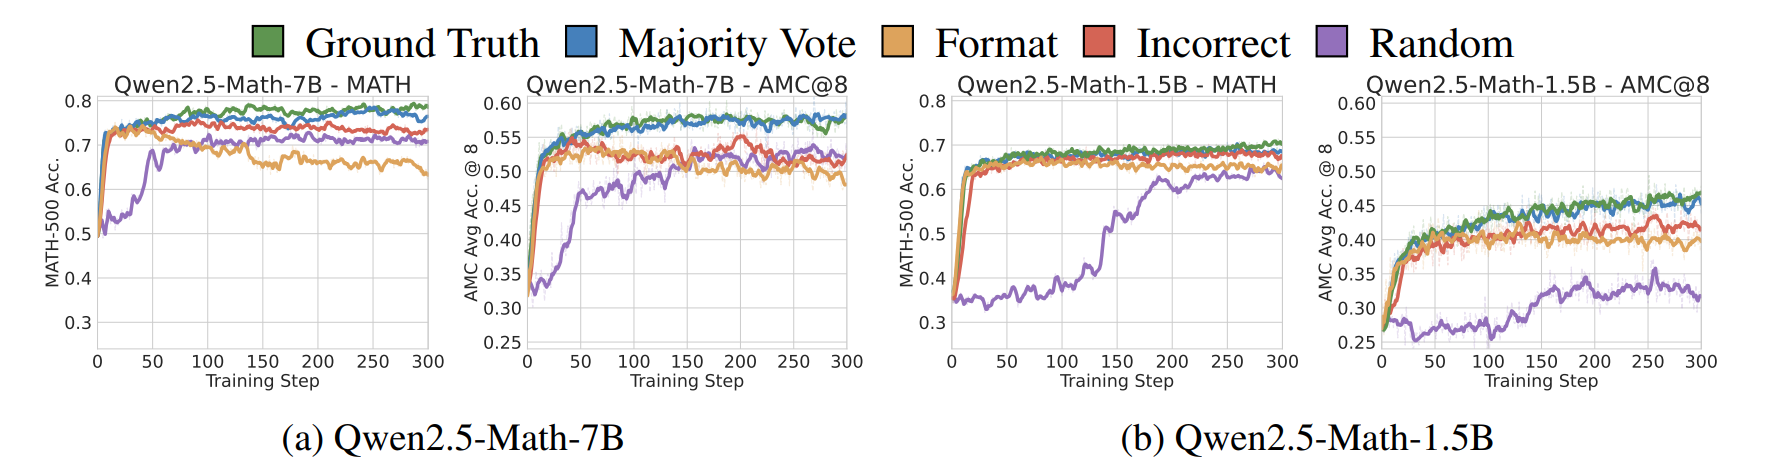 Ground Truth Majority Vote Format Incorrect Random
Qwen2.5-Math-7B - MATH
0.8
0.7
0.6
0.5
0.4
0.3
MATH-500 Acc.
0 50 100 150 200 250 300
Training Step
Qwen2.5-Math-7B - AMC@8
0.60
0.55
0.50
0.45
0.40
0.35
0.30
0.25
AMC Avg Acc. @ 8
0 50 100 150 200 250 300
Training Step
(a) Qwen2.5-Math-7B
Qwen2.5-Math-1.5B - MATH
0.8
0.7
0.6
0.5
0.4
0.3
MATH-500 Acc.
0 50 100 150 200 250 300
Training Step
Qwen2.5-Math-1.5B - AMC@8
0.60
0.55
0.50
0.45
0.40
0.35
0.30
0.25
AMC Avg Acc. @ 8
0 50 100 150 200 250 300
Training Step
(b) Qwen2.5-Math-1.5B